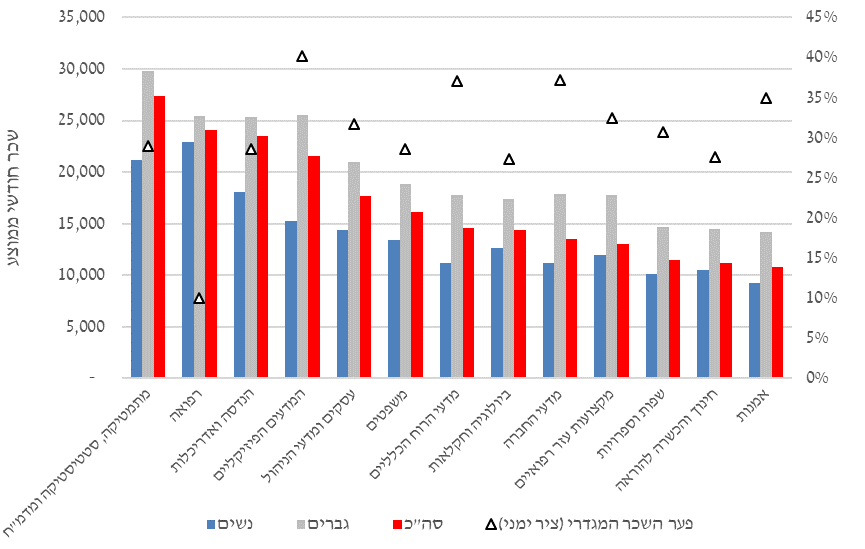 35,000
30,000
25,000
20,000
15,000
10,000
5,000
-
שכר חודשי ממוצע
45%
40%
35%
30%
25%
20%
15%
10%
5%
0%
מתמטיקה, סטטיסטיקה ומדמ"ח
רפואה
הנדסה ואדריכלות
המדעים הפיזיקליים
עסקים ומדעי הניהול
משפטים
מדעי הרוח הכלליים
ביולוגיה וחקלאות
מדעי החברה
מקצועות עזר רפואיים
שפות וספרויות
חינוך והכשרה להוראה
אמנות
נשים
גברים
סה"כ
פער השכר המגדרי (ציר ימני)